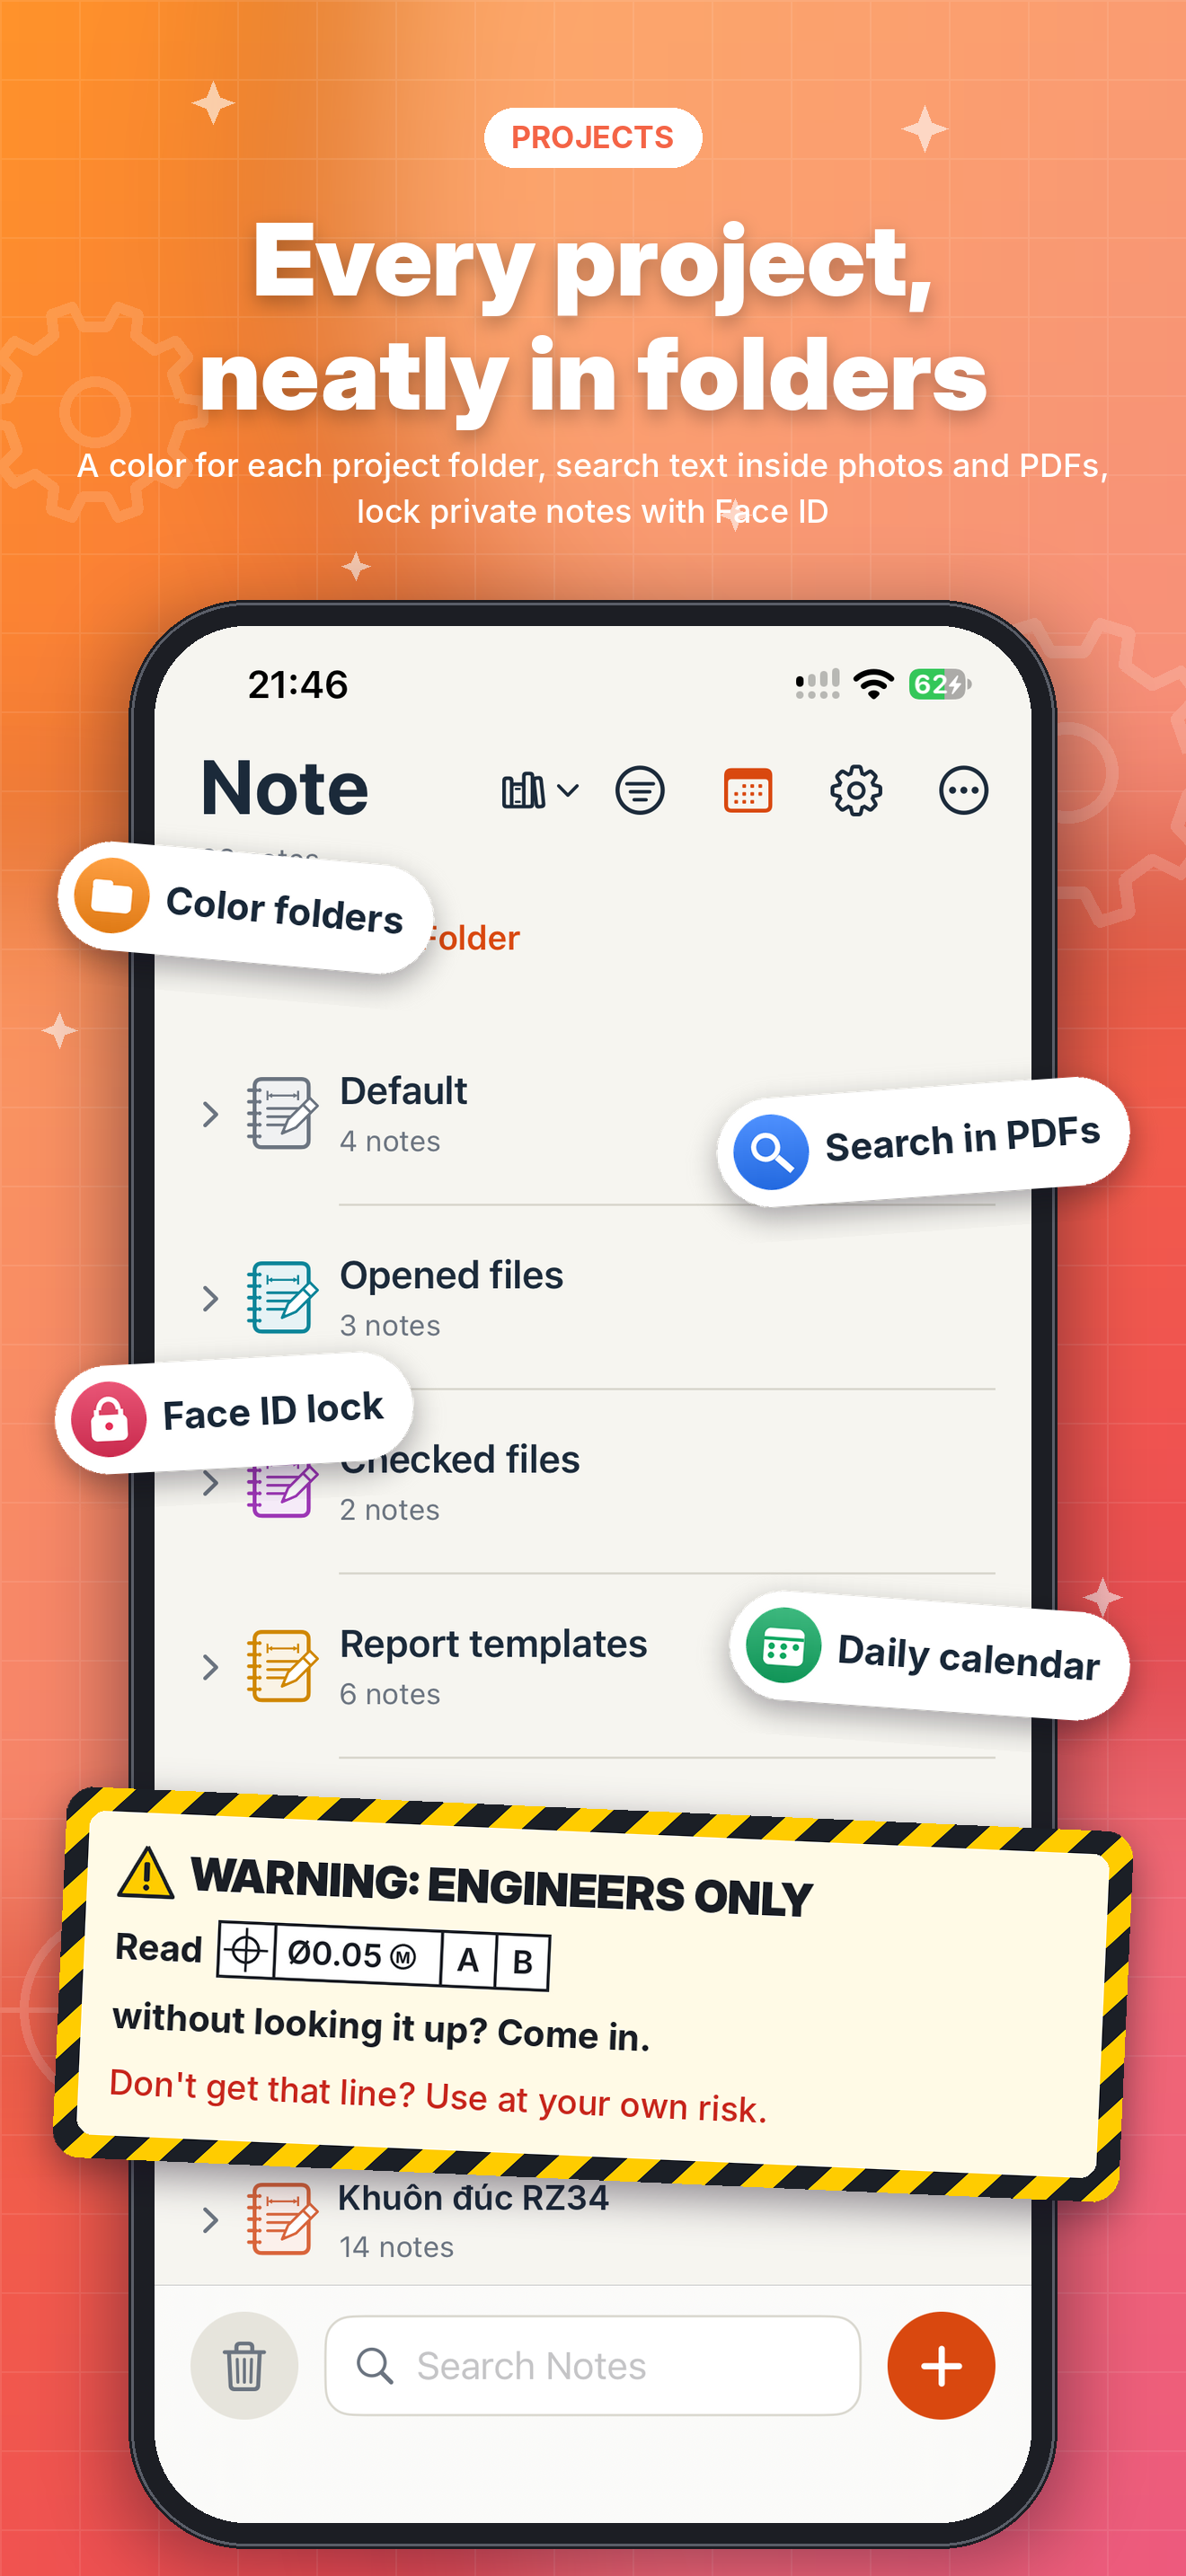 PROJECTS
Every project,
neatly in folders
A color for each project folder, search text inside photos and PDFs,
lock private notes with Face ID
21:46
62
Note
notes
Color folders
Folder
Default
4 notes
Search in PDFs
Opened files
3 notes
Face ID lock
Checked files
2 notes
Report templates
6 notes
Daily calendar
WARNING: ENGINEERS ONLY
Read ⌖ Ø0.05 Ⓜ A B
without looking it up? Come in.
Don't get that line? Use at your own risk.
Khuôn đúc RZ34
14 notes
Search Notes